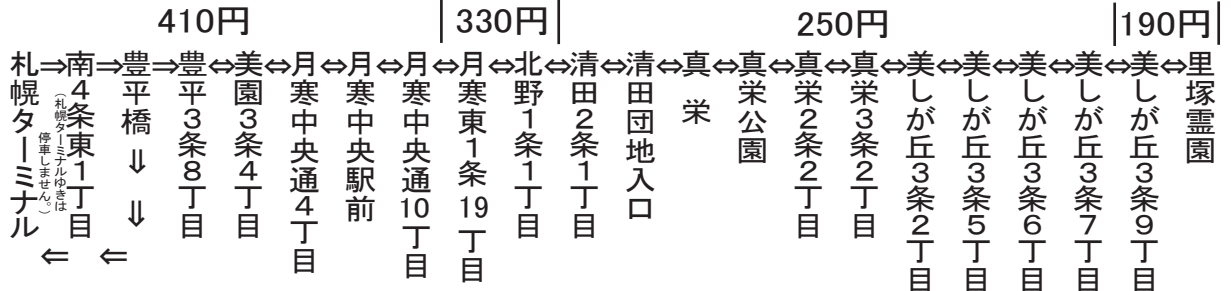 410円
330円
250円
190円
札幌ターミナル
⇒
南4条東1丁目
(札幌ターミナルゆきは
停車しません。)
⇒
豊平橋⇓⇓
⇒
豊平3条8丁目
⇔
美園3条4丁目
⇔
月寒中央通4丁目
⇔
月寒中央駅前
⇔
月寒中央通10丁目
⇔
月寒東1条19丁目
⇔
北野1条1丁目
⇔
清田2条1丁目
⇔
清田団地入口
⇔
真栄
⇔
真栄公園
⇔
真栄2条2丁目
⇔
真栄3条2丁目
⇔
美しが丘3条2丁目
⇔
美しが丘3条5丁目
⇔
美しが丘3条6丁目
⇔
美しが丘3条7丁目
⇔
美しが丘3条9丁目
⇔
里塚霊園
⇐
⇐